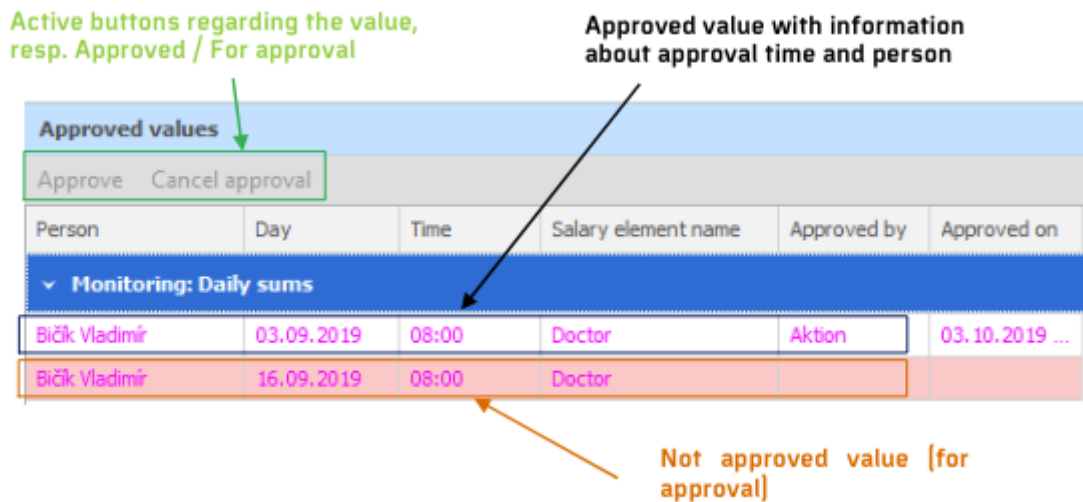 Active buttons regarding the value,
resp. Approved / For approval
Approved value with information
about approval time and person
Approved values
Approve Cancel approval
Person Day Time Salary element name Approved by Approved on
Monitoring: Daily sums
Bičík Vladimír 03.09.2019 08:00 Doctor Aktion 03.10.2019 ...
Bičík Vladimír 16.09.2019 08:00 Doctor
Not approved value (for
approval)